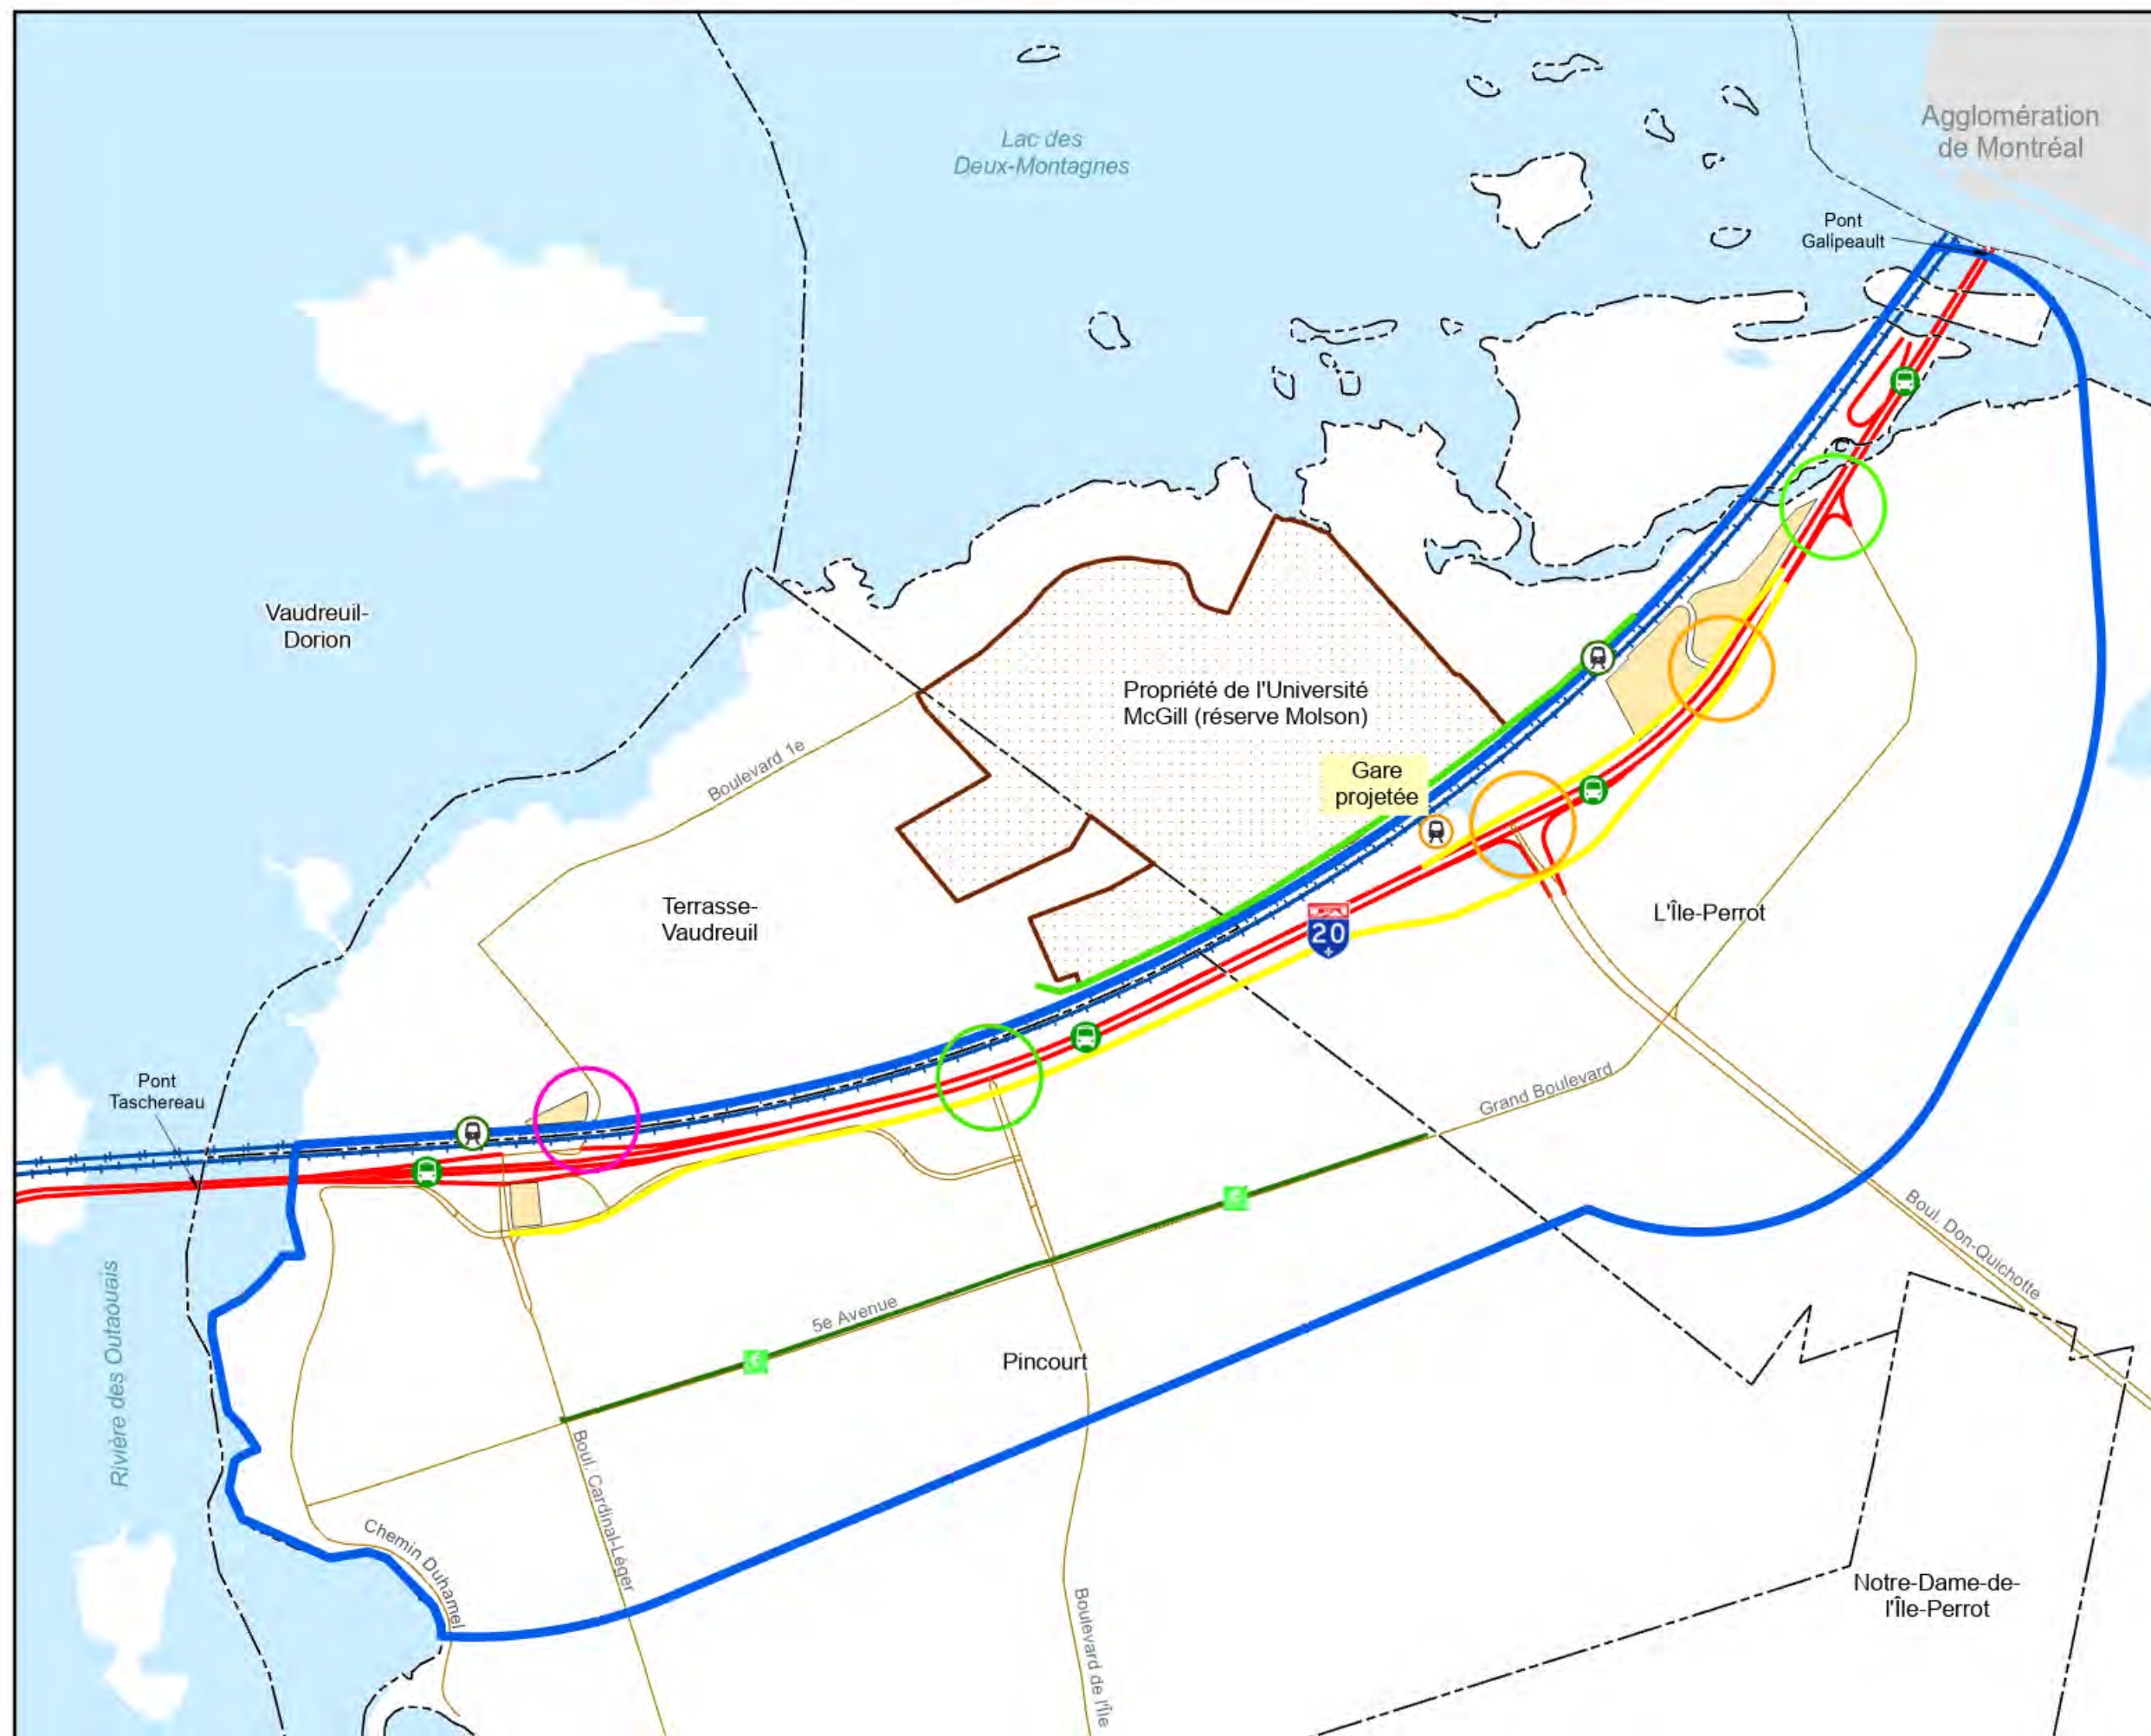 Lac des
Deux-Montagnes
Agglomération
de Montréal
Pont
Galipeault
Vaudreuil-
Dorion
Propriété de l'Université
McGill (réserve Molson)
Boulevard 1e
Gare
projetée
Terrasse-
Vaudreuil
L'Île-Perrot
20
Pont
Taschereau
Grand Boulevard
Boul. Don-Quichotte
Rivière des Outaouais
5e Avenue
Pincourt
Boul. Cardinal-Léger
Chemin Duhamel
Boulevard de l'Île
Notre-Dame-de-
l'Île-Perrot